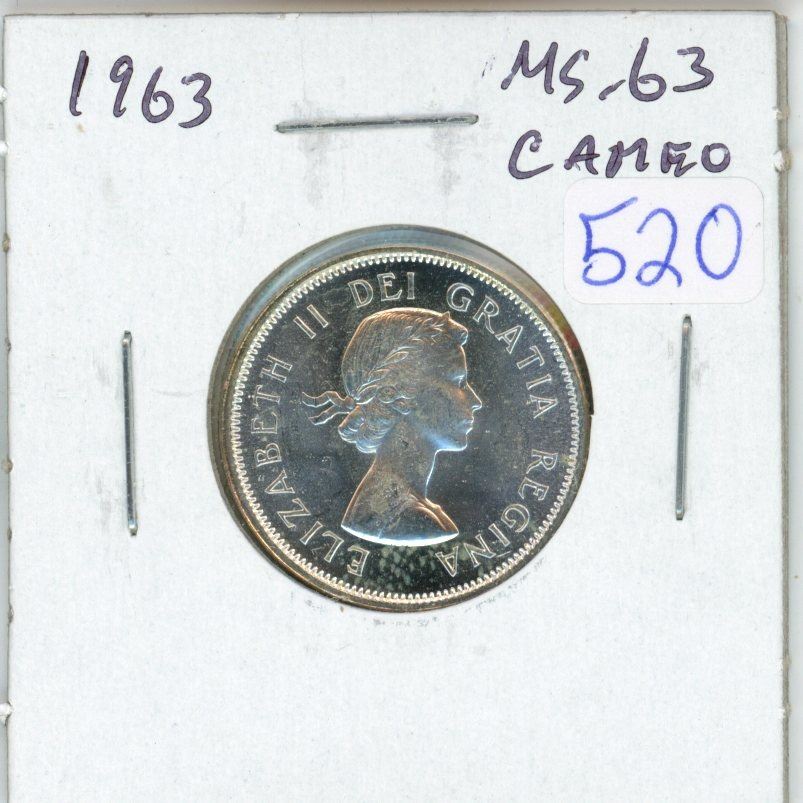 1963
MS-63
CAMEO
520
ELIZABETH II DEI GRATIA REGINA